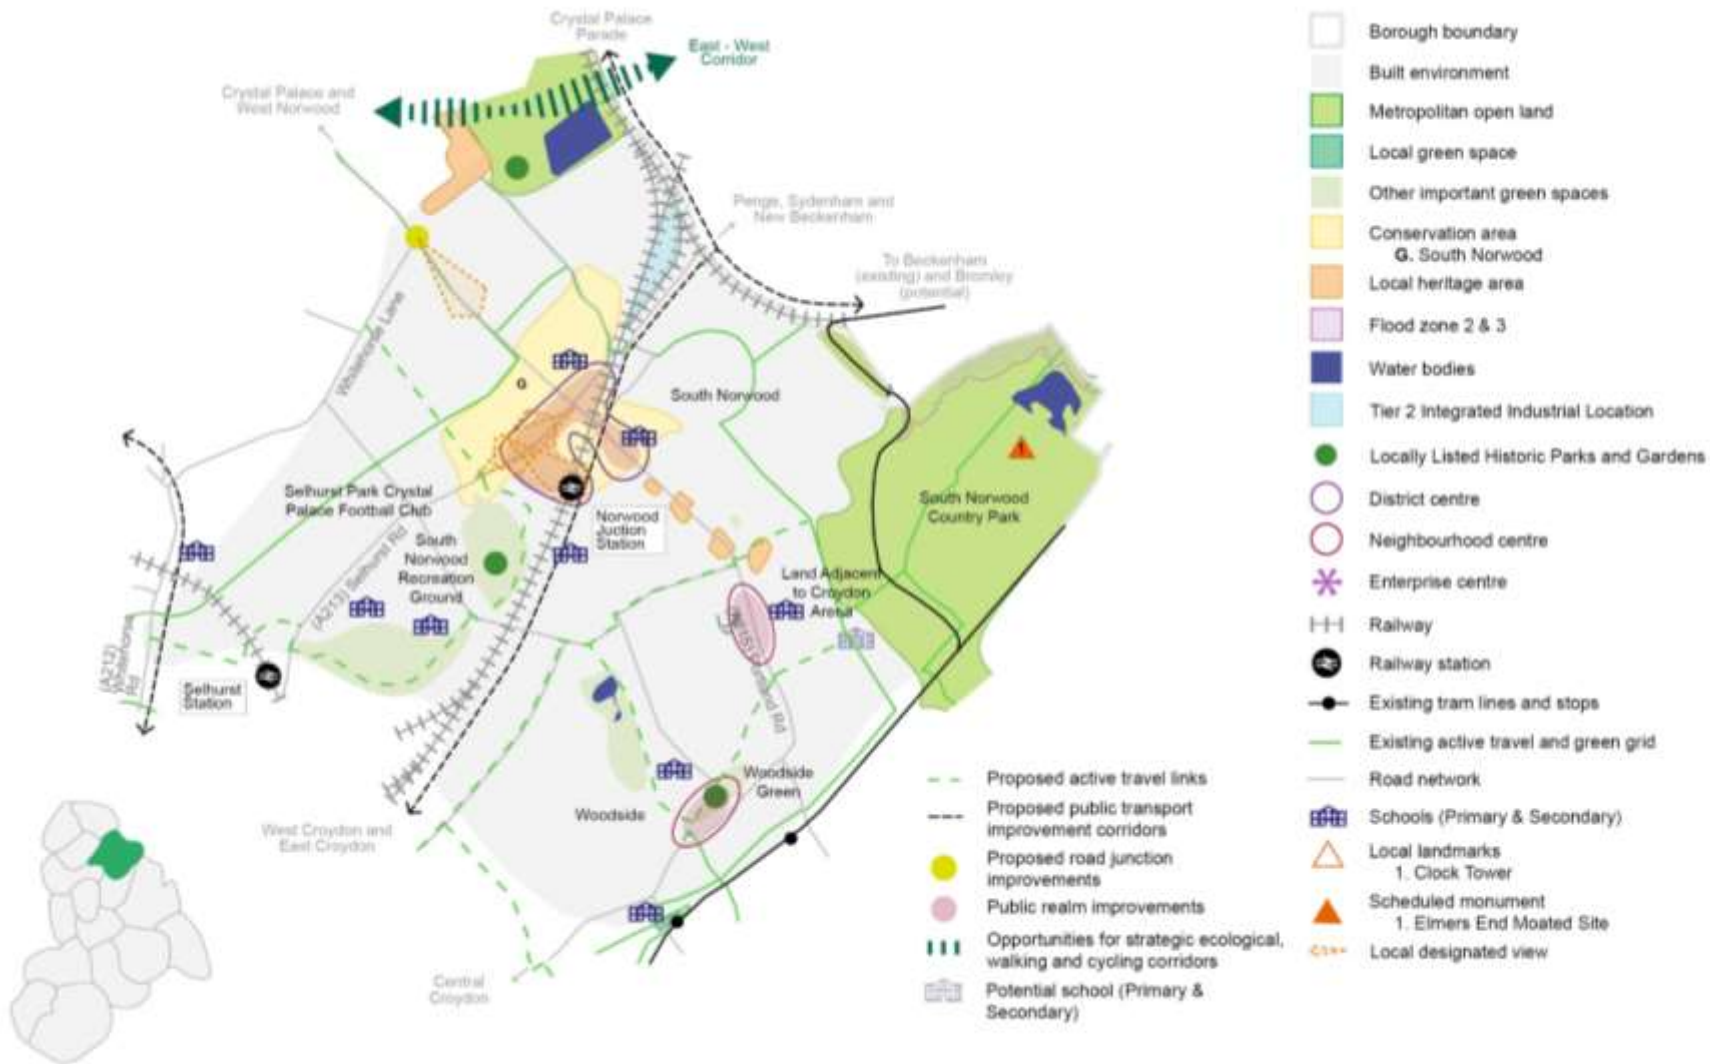 Crystal Palace
Parade
East - West
Corridor
Crystal Palace and
West Norwood
Penge, Sydenham and
New Beckenham
To Beckenham
(existing) and Bromley
(potential)
Whitehorse Lane
G
South Norwood
Selhurst Park Crystal
Palace Football Club
South Norwood
Country Park
Norwood
Juction
Station
South
Norwood
Recreation
Ground
(A213) Selhurst Rd
Land Adjacent
to Croydon
Arena
(A212)
Whitehorse
Rd
Selhurst
Station
Rd
Woodside
Green
Woodside
West Croydon and
East Croydon
Central
Croydon
Proposed active travel links
Proposed public transport
improvement corridors
Proposed road junction
improvements
Public realm improvements
Opportunities for strategic ecological,
walking and cycling corridors
Potential school (Primary &
Secondary)
Borough boundary
Built environment
Metropolitan open land
Local green space
Other important green spaces
Conservation area
G. South Norwood
Local heritage area
Flood zone 2 & 3
Water bodies
Tier 2 Integrated Industrial Location
Locally Listed Historic Parks and Gardens
District centre
Neighbourhood centre
Enterprise centre
Railway
Railway station
Existing tram lines and stops
Existing active travel and green grid
Road network
Schools (Primary & Secondary)
Local landmarks
1. Clock Tower
Scheduled monument
1. Elmers End Moated Site
Local designated view